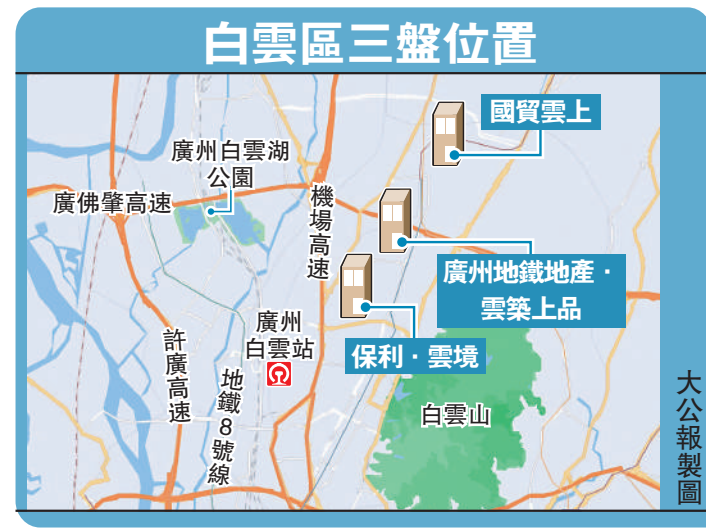 白雲區三盤位置
國貿雲上
廣州白雲湖
公園
廣佛肇高速
機場高速
廣州地鐵地產·
雲築上品
廣州
白雲站
保利·雲境
許廣高速
地鐵8號線
白雲山
大公報製圖